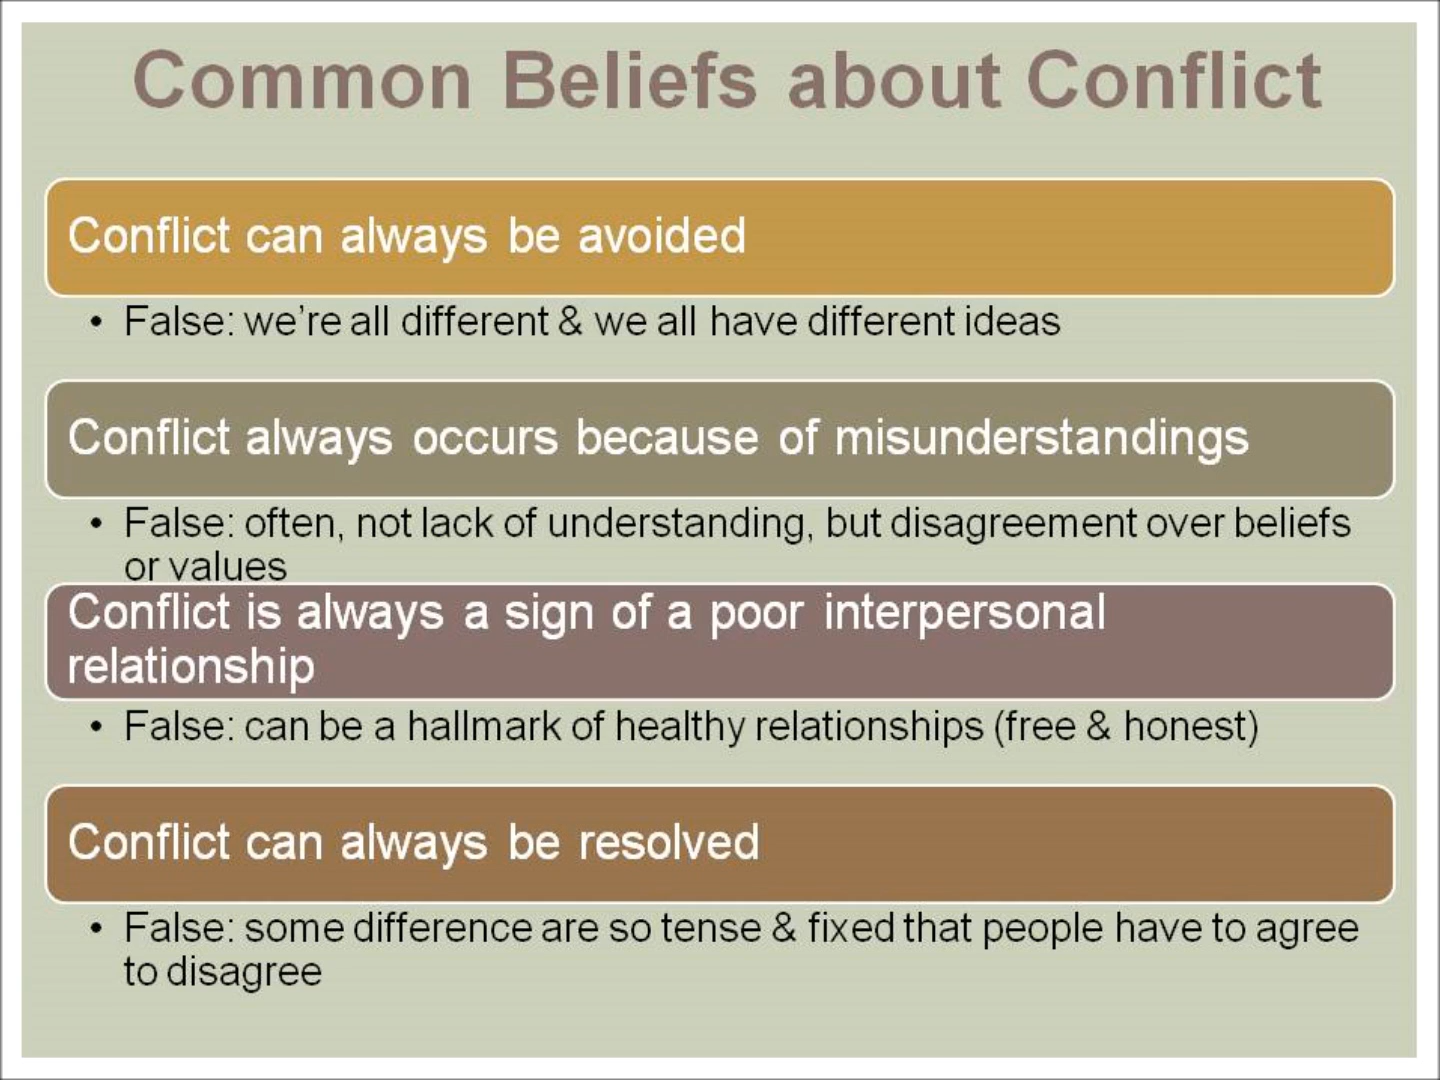 Common Beliefs about Conflict
Conflict can always be avoided
• False: we’re all different & we all have different ideas
Conflict always occurs because of misunderstandings
• False: often, not lack of understanding, but disagreement over beliefs
or values
Conflict is always a sign of a poor interpersonal
relationship
• False: can be a hallmark of healthy relationships (free & honest)
Conflict can always be resolved
• False: some difference are so tense & fixed that people have to agree
to disagree